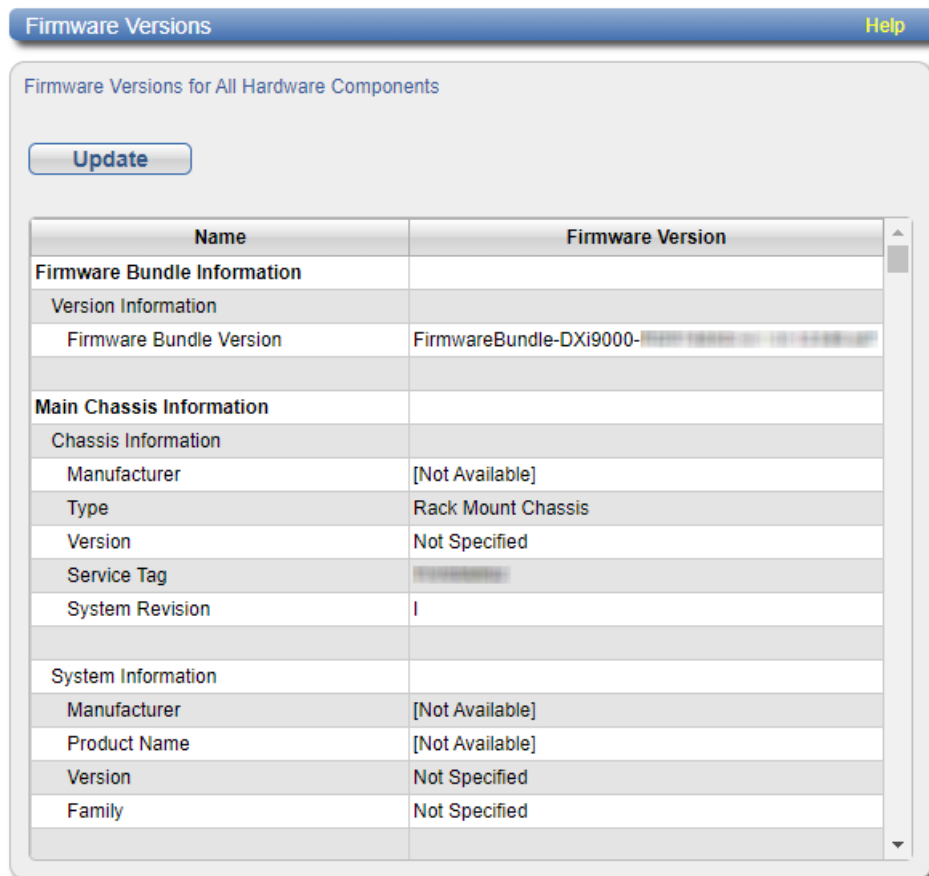 Firmware Versions Help
Firmware Versions for All Hardware Components
Update
Name Firmware Version
Firmware Bundle Information
Version Information
Firmware Bundle Version FirmwareBundle-DXi9000-
Main Chassis Information
Chassis Information
Manufacturer [Not Available]
Type Rack Mount Chassis
Version Not Specified
Service Tag
System Revision I
System Information
Manufacturer [Not Available]
Product Name [Not Available]
Version Not Specified
Family Not Specified